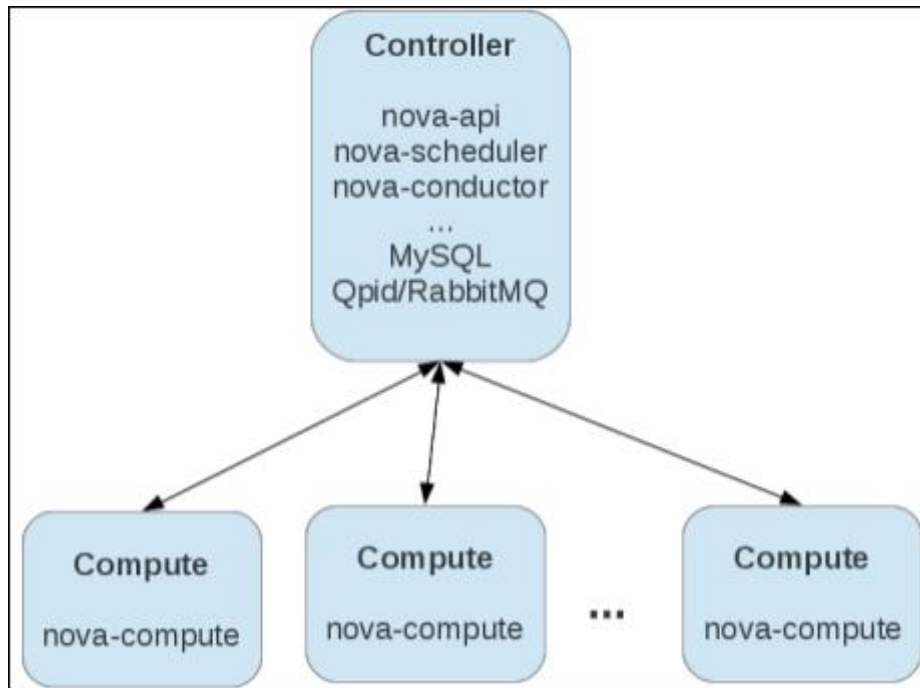 Controller
nova-api
nova-scheduler
nova-conductor
...
MySQL
Qpid/RabbitMQ
Compute
nova-compute
Compute
nova-compute
...
Compute
nova-compute